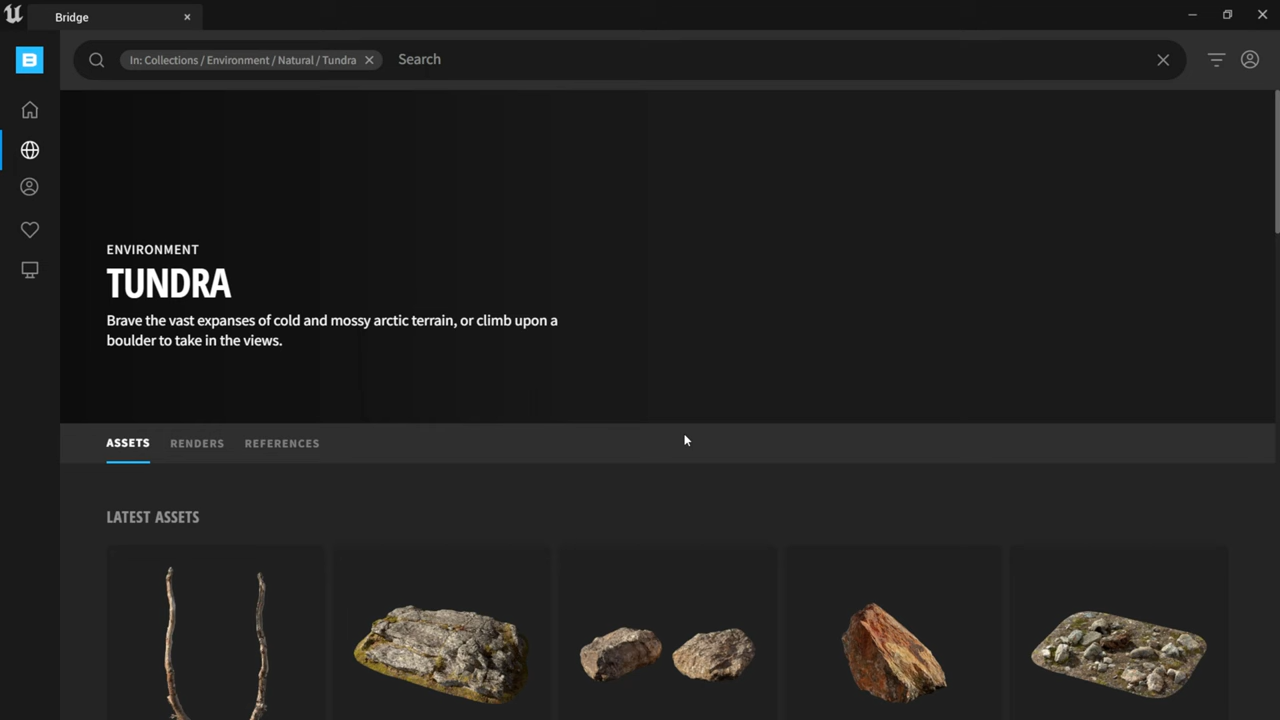 Bridge
In: Collections / Environment / Natural / Tundra
Search
ENVIRONMENT
TUNDRA
Brave the vast expanses of cold and mossy arctic terrain, or climb upon a
boulder to take in the views.
ASSETS RENDERS REFERENCES
LATEST ASSETS